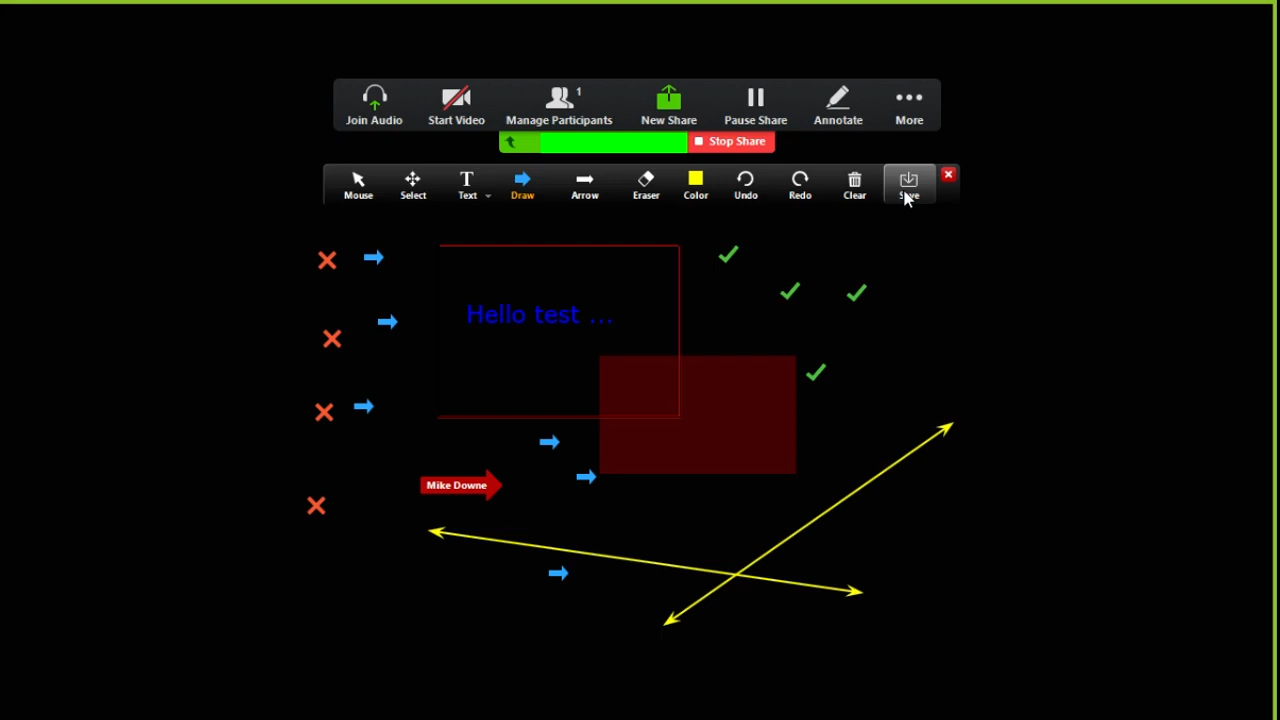 1
Join Audio Start Video Manage Participants New Share Pause Share Annotate More
Stop Share
Mouse Select Text Draw Arrow Eraser Color Undo Redo Clear Save
Hello test ...
Mike Downe